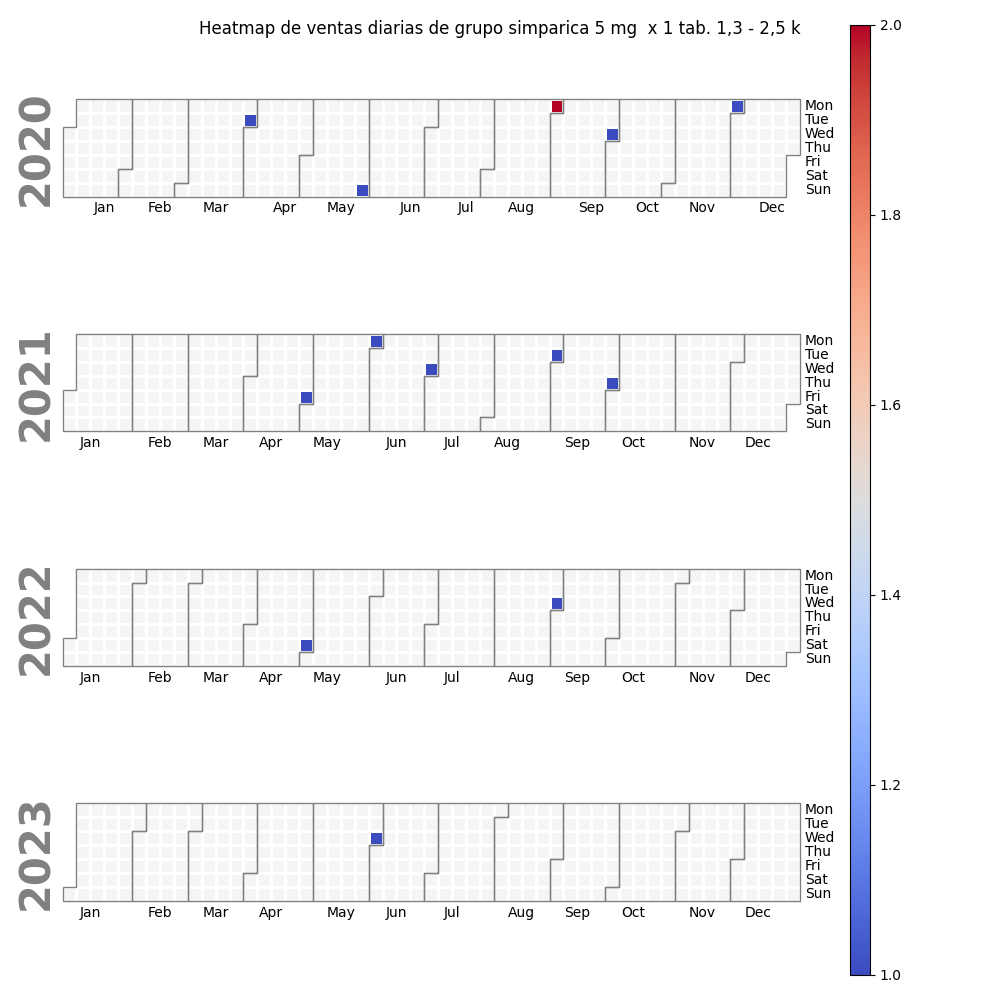 Heatmap de ventas diarias de grupo simparica 5 mg  x 1 tab. 1,3 - 2,5 k
2020
Mon
Tue
Wed
Thu
Fri
Sat
Sun
Jan Feb Mar Apr May Jun Jul Aug Sep Oct Nov Dec
2021
Mon
Tue
Wed
Thu
Fri
Sat
Sun
Jan Feb Mar Apr May Jun Jul Aug Sep Oct Nov Dec
2022
Mon
Tue
Wed
Thu
Fri
Sat
Sun
Jan Feb Mar Apr May Jun Jul Aug Sep Oct Nov Dec
2023
Mon
Tue
Wed
Thu
Fri
Sat
Sun
Jan Feb Mar Apr May Jun Jul Aug Sep Oct Nov Dec
2.0
1.8
1.6
1.4
1.2
1.0